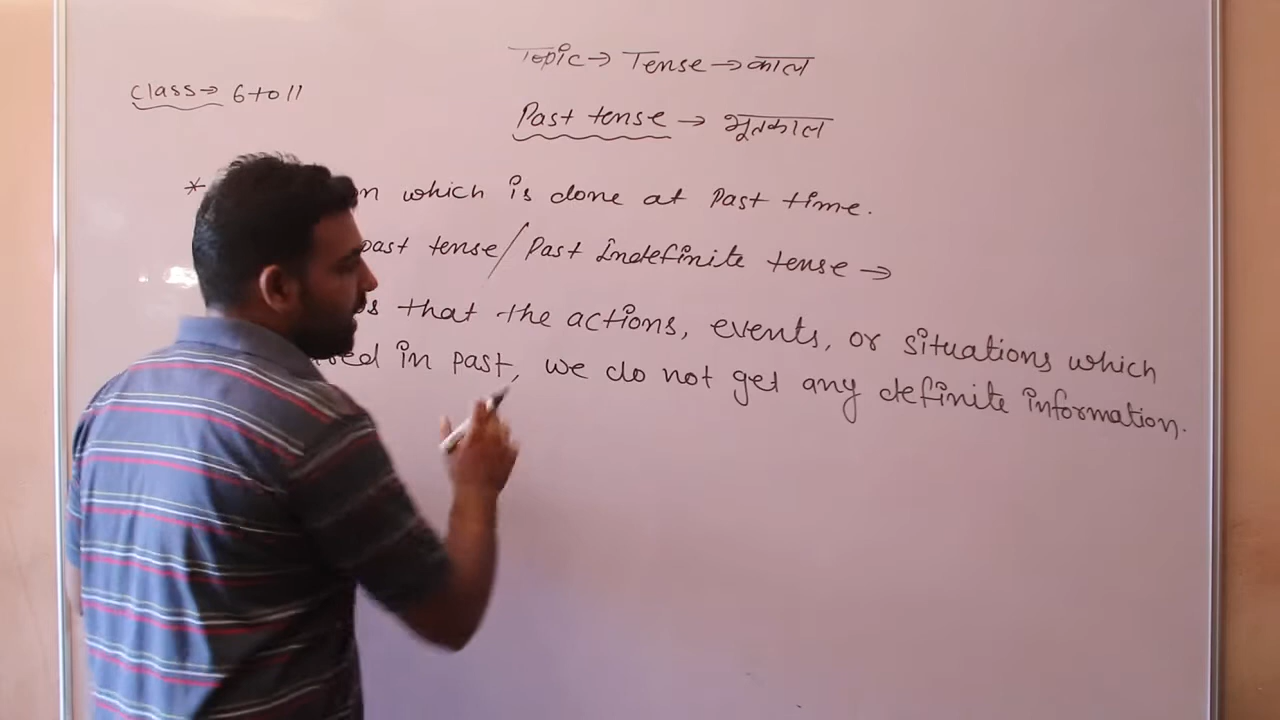 Topic → Tense → काल
Class → 6 to 11
Past tense → भूतकाल
* which is done at Past time.
past tense / Past Indefinite tense →
that the actions, events, or situations which
in past, we do not get any definite information.